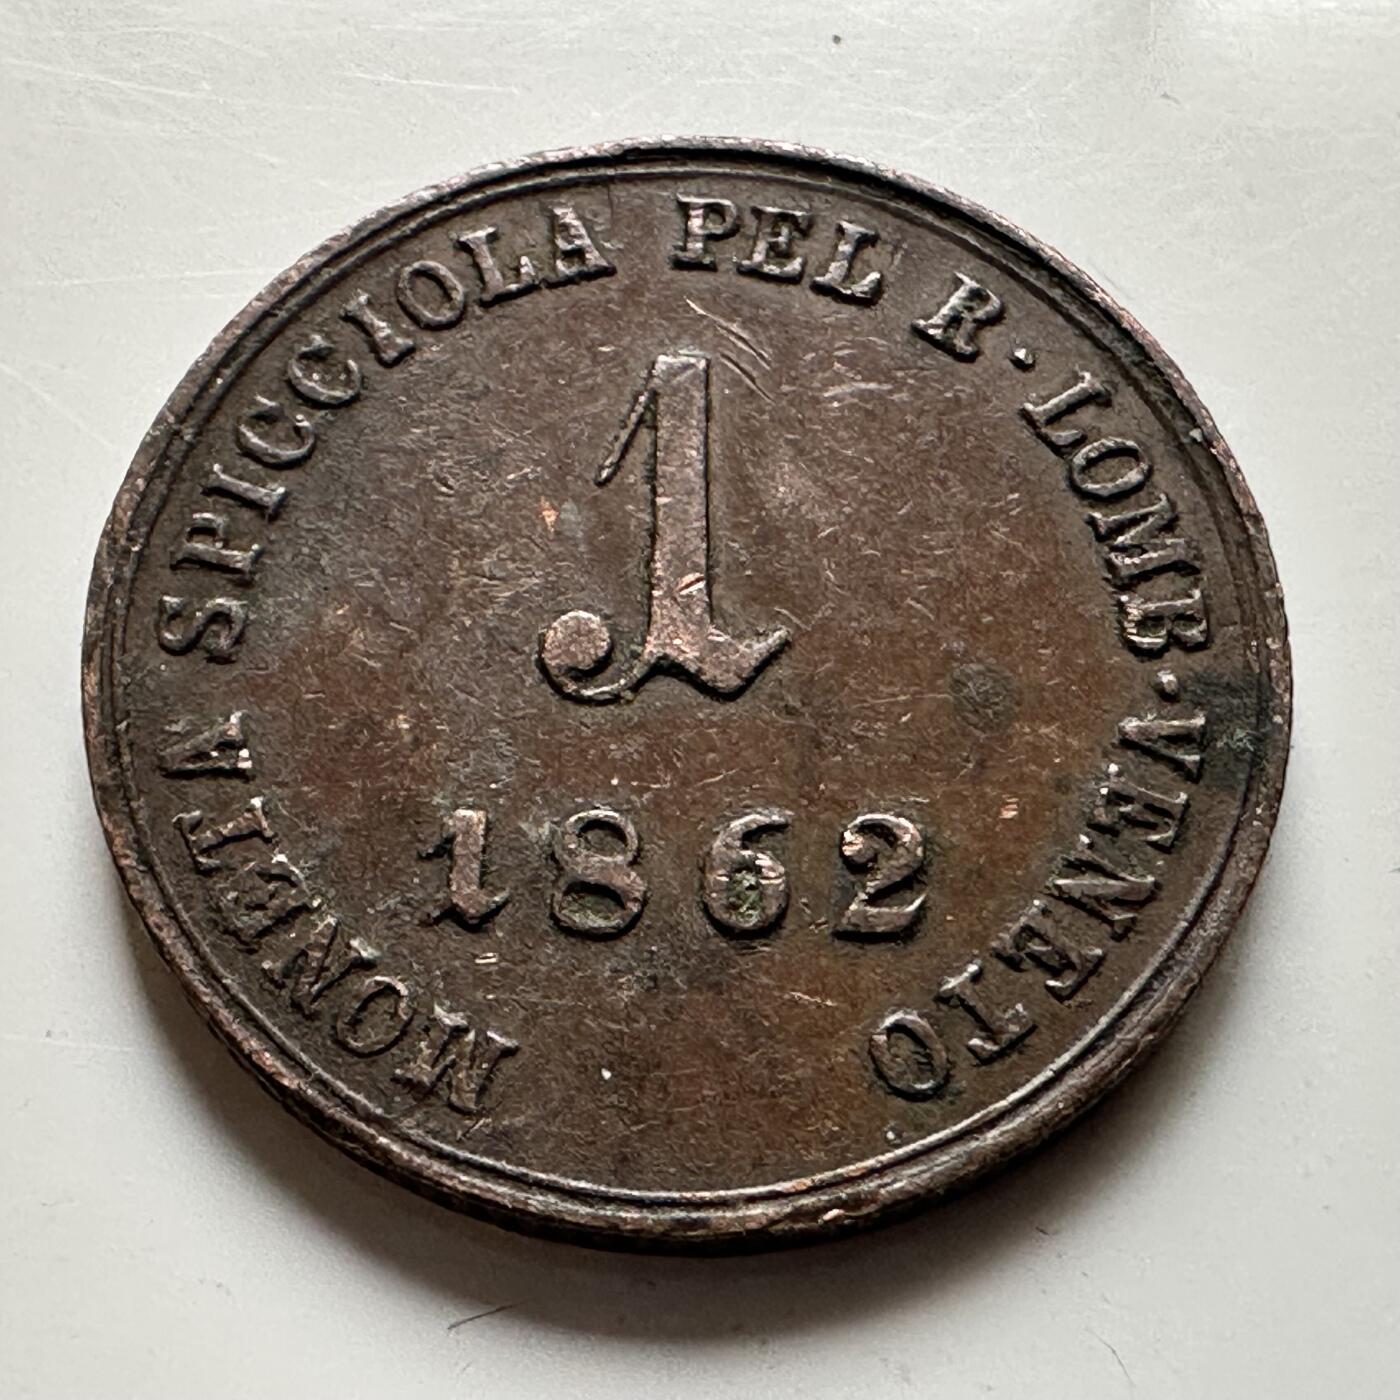 MONETA SPICCIOLA PEL R· LOMB·VENETO
1
1862